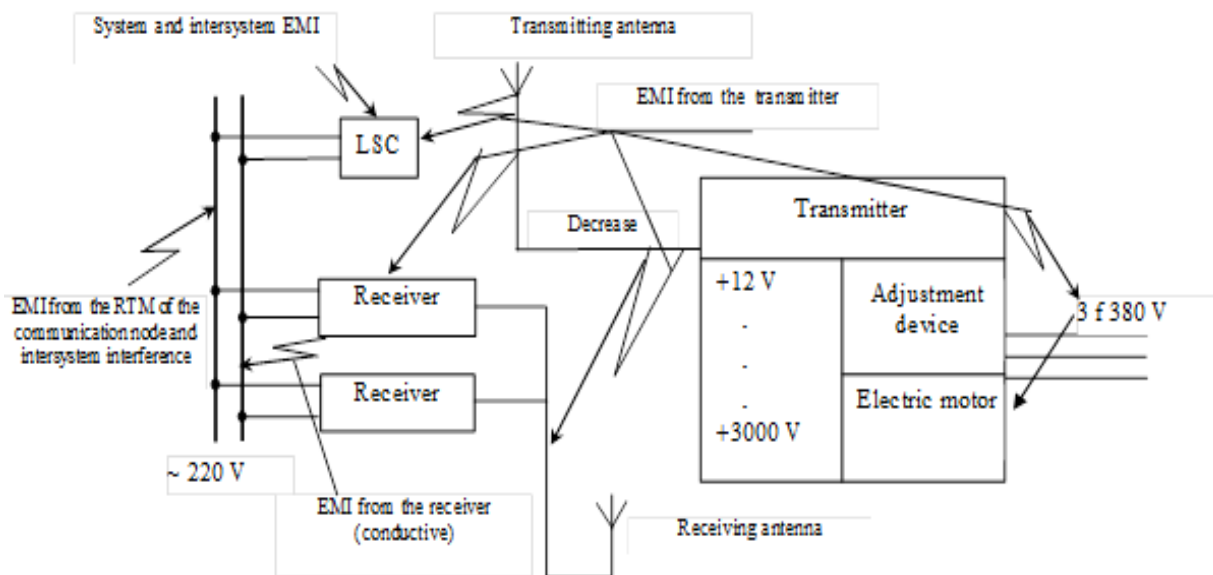 System and intersystem EMI
Transmitting antenna
EMI from the transmitter
LSC
Decrease
Transmitter
EMI from the RTM of the
communication node and
intersystem interference
Receiver
+12 V
-
-
-
+3000 V
Adjustment
device
3 f 380 V
Receiver
Electric motor
~ 220 V
EMI from the receiver
(conductive)
Receiving antenna